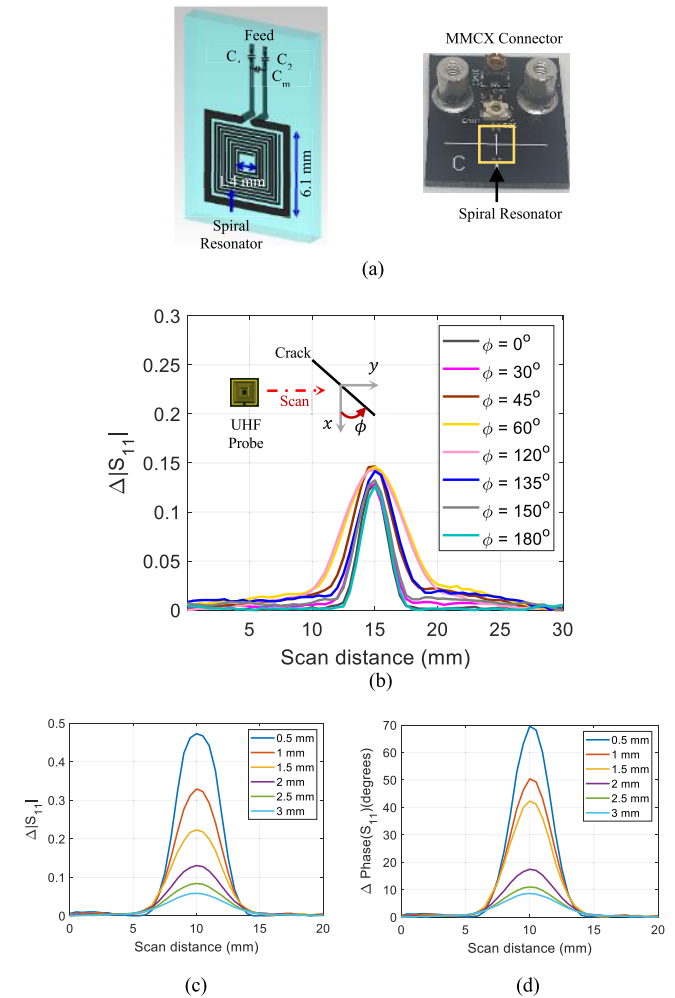 Feed
C₂
Cₘ
1.4 mm
6.1 mm
Spiral
Resonator
MMCX Connector
C
Spiral Resonator
(a)
0.3
0.25
0.2
0.15
0.1
0.05
0
Δ|S₁₁|
Crack
Scan
UHF
Probe
y
x
ϕ
ϕ = 0°
ϕ = 30°
ϕ = 45°
ϕ = 60°
ϕ = 120°
ϕ = 135°
ϕ = 150°
ϕ = 180°
5 10 15 20 25 30
Scan distance (mm)
(b)
0.5
0.4
0.3
0.2
0.1
0
Δ|S₁₁|
0.5 mm
1 mm
1.5 mm
2 mm
2.5 mm
3 mm
0 5 10 15 20
Scan distance (mm)
(c)
70
60
50
40
30
20
10
0
Δ Phase(S₁₁)(degrees)
0.5 mm
1 mm
1.5 mm
2 mm
2.5 mm
3 mm
0 5 10 15 20
Scan distance (mm)
(d)